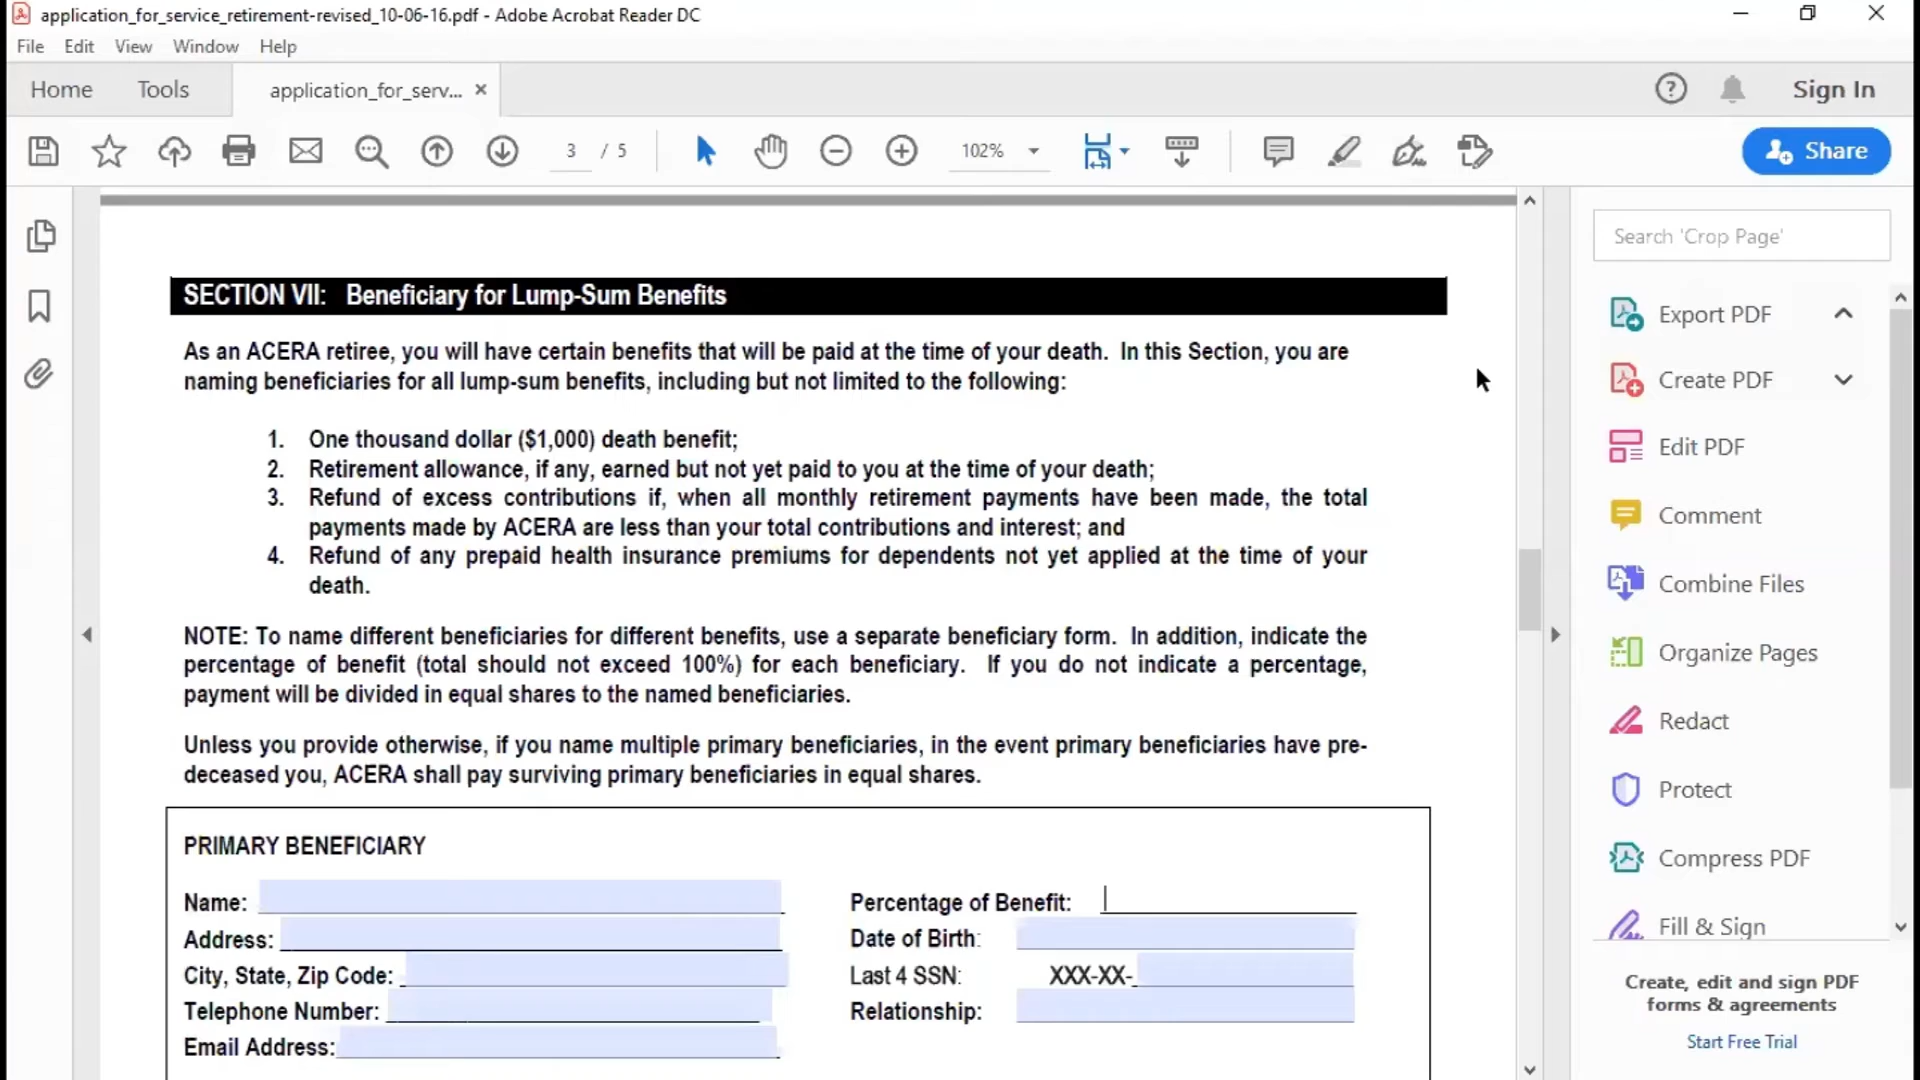 application_for_service_retirement-revised_10-06-16.pdf - Adobe Acrobat Reader DC
File Edit View Window Help
Home Tools application_for_serv... × Sign In
3 / 5 102% Share
Search 'Crop Page'
SECTION VII: Beneficiary for Lump-Sum Benefits
As an ACERA retiree, you will have certain benefits that will be paid at the time of your death. In this Section, you are
naming beneficiaries for all lump-sum benefits, including but not limited to the following:
1. One thousand dollar ($1,000) death benefit;
2. Retirement allowance, if any, earned but not yet paid to you at the time of your death;
3. Refund of excess contributions if, when all monthly retirement payments have been made, the total
payments made by ACERA are less than your total contributions and interest; and
4. Refund of any prepaid health insurance premiums for dependents not yet applied at the time of your
death.
NOTE: To name different beneficiaries for different benefits, use a separate beneficiary form. In addition, indicate the
percentage of benefit (total should not exceed 100%) for each beneficiary. If you do not indicate a percentage,
payment will be divided in equal shares to the named beneficiaries.
Unless you provide otherwise, if you name multiple primary beneficiaries, in the event primary beneficiaries have pre-
deceased you, ACERA shall pay surviving primary beneficiaries in equal shares.
PRIMARY BENEFICIARY
Name: Percentage of Benefit:
Address: Date of Birth:
City, State, Zip Code: Last 4 SSN: XXX-XX-
Telephone Number: Relationship:
Email Address:
Export PDF
Create PDF
Edit PDF
Comment
Combine Files
Organize Pages
Redact
Protect
Compress PDF
Fill & Sign
Create, edit and sign PDF
forms & agreements
Start Free Trial